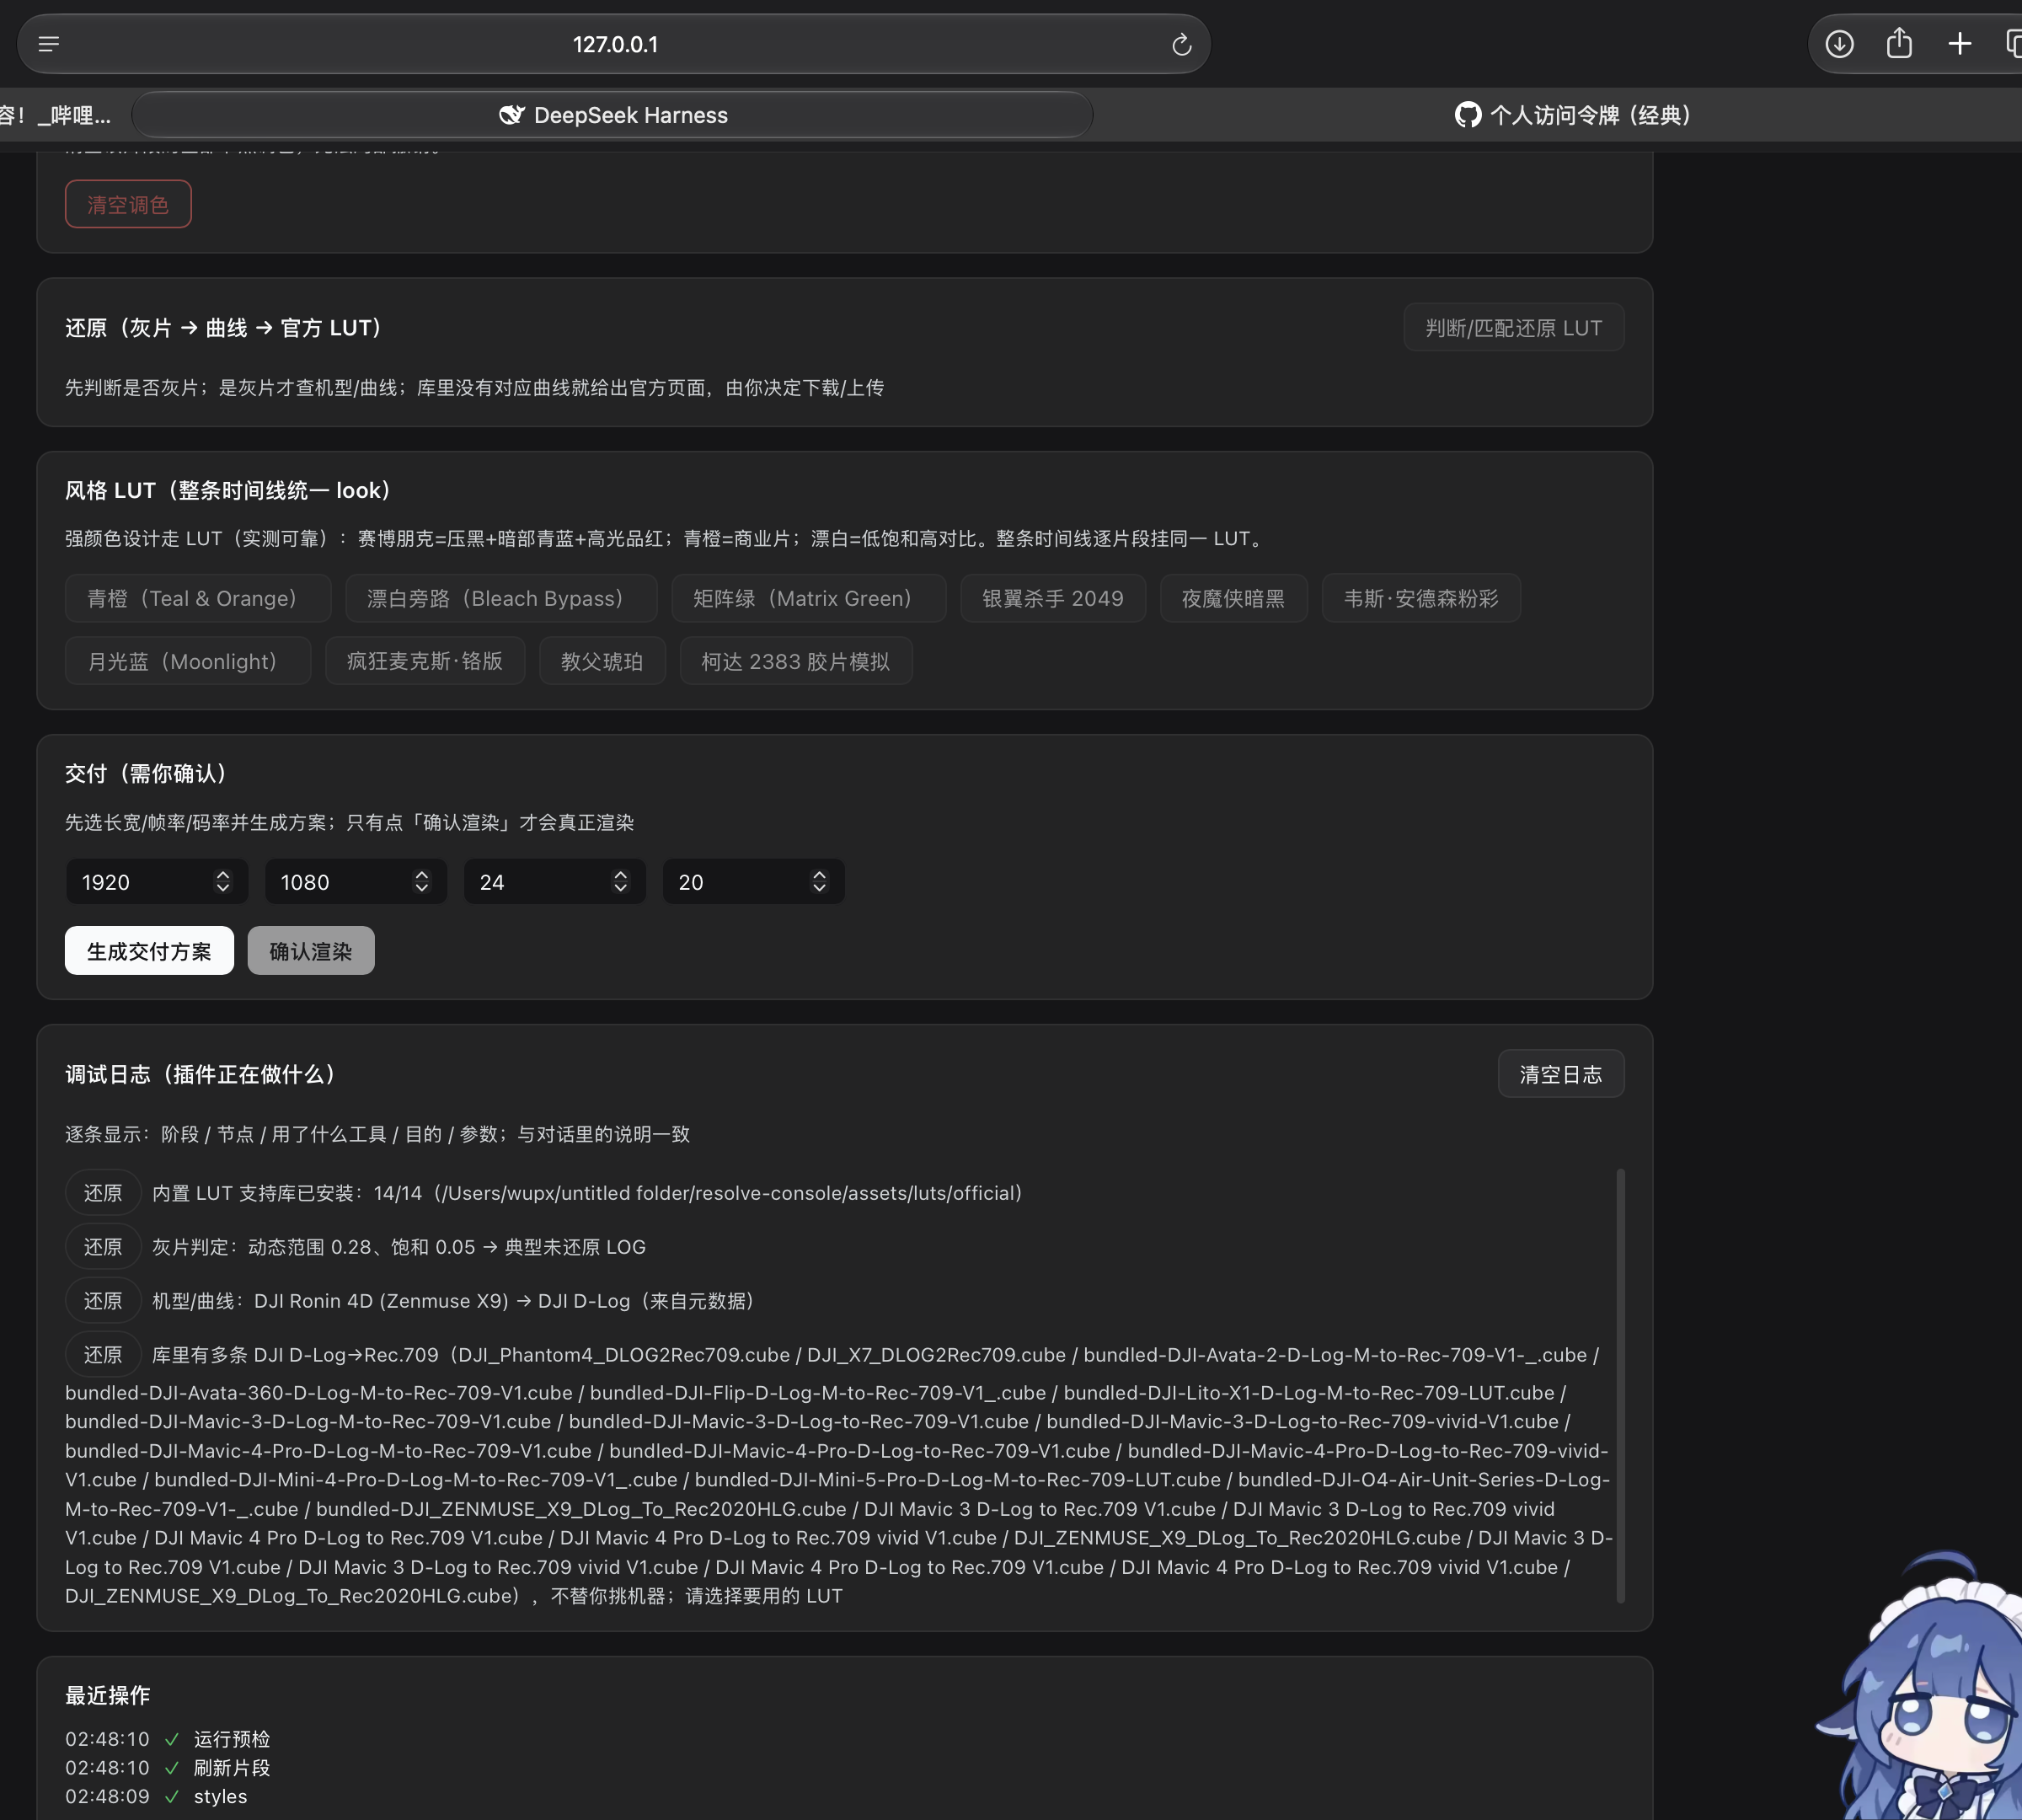 127.0.0.1
容！_哔哩...
DeepSeek Harness
个人访问令牌（经典）
清空调色
还原（灰片 → 曲线 → 官方 LUT）
判断/匹配还原 LUT
先判断是否灰片；是灰片才查机型/曲线；库里没有对应曲线就给出官方页面，由你决定下载/上传
风格 LUT（整条时间线统一 look）
强颜色设计走 LUT（实测可靠）：赛博朋克=压黑+暗部青蓝+高光品红；青橙=商业片；漂白=低饱和高对比。整条时间线逐片段挂同一 LUT。
青橙（Teal & Orange） 漂白旁路（Bleach Bypass） 矩阵绿（Matrix Green） 银翼杀手 2049 夜魔侠暗黑 韦斯·安德森粉彩
月光蓝（Moonlight） 疯狂麦克斯·铬版 教父琥珀 柯达 2383 胶片模拟
交付（需你确认）
先选长宽/帧率/码率并生成方案；只有点「确认渲染」才会真正渲染
1920 1080 24 20
生成交付方案 确认渲染
调试日志（插件正在做什么）
清空日志
逐条显示：阶段 / 节点 / 用了什么工具 / 目的 / 参数；与对话里的说明一致
还原 内置 LUT 支持库已安装：14/14（/Users/wupx/untitled folder/resolve-console/assets/luts/official）
还原 灰片判定：动态范围 0.28、饱和 0.05 → 典型未还原 LOG
还原 机型/曲线：DJI Ronin 4D (Zenmuse X9) → DJI D-Log（来自元数据）
还原 库里有多条 DJI D-Log→Rec.709（DJI_Phantom4_DLOG2Rec709.cube / DJI_X7_DLOG2Rec709.cube / bundled-DJI-Avata-2-D-Log-M-to-Rec-709-V1-_.cube /
bundled-DJI-Avata-360-D-Log-M-to-Rec-709-V1.cube / bundled-DJI-Flip-D-Log-M-to-Rec-709-V1_.cube / bundled-DJI-Lito-X1-D-Log-M-to-Rec-709-LUT.cube /
bundled-DJI-Mavic-3-D-Log-M-to-Rec-709-V1.cube / bundled-DJI-Mavic-3-D-Log-to-Rec-709-V1.cube / bundled-DJI-Mavic-3-D-Log-to-Rec-709-vivid-V1.cube /
bundled-DJI-Mavic-4-Pro-D-Log-M-to-Rec-709-V1.cube / bundled-DJI-Mavic-4-Pro-D-Log-to-Rec-709-V1.cube / bundled-DJI-Mavic-4-Pro-D-Log-to-Rec-709-vivid-
V1.cube / bundled-DJI-Mini-4-Pro-D-Log-M-to-Rec-709-V1_.cube / bundled-DJI-Mini-5-Pro-D-Log-M-to-Rec-709-LUT.cube / bundled-DJI-O4-Air-Unit-Series-D-Log-
M-to-Rec-709-V1-_.cube / bundled-DJI_ZENMUSE_X9_DLog_To_Rec2020HLG.cube / DJI Mavic 3 D-Log to Rec.709 V1.cube / DJI Mavic 3 D-Log to Rec.709 vivid
V1.cube / DJI Mavic 4 Pro D-Log to Rec.709 V1.cube / DJI Mavic 4 Pro D-Log to Rec.709 vivid V1.cube / DJI_ZENMUSE_X9_DLog_To_Rec2020HLG.cube / DJI Mavic 3 D-
Log to Rec.709 V1.cube / DJI Mavic 3 D-Log to Rec.709 vivid V1.cube / DJI Mavic 4 Pro D-Log to Rec.709 V1.cube / DJI Mavic 4 Pro D-Log to Rec.709 vivid V1.cube /
DJI_ZENMUSE_X9_DLog_To_Rec2020HLG.cube），不替你挑机器；请选择要用的 LUT
最近操作
02:48:10 ✓ 运行预检
02:48:10 ✓ 刷新片段
02:48:09 ✓ styles